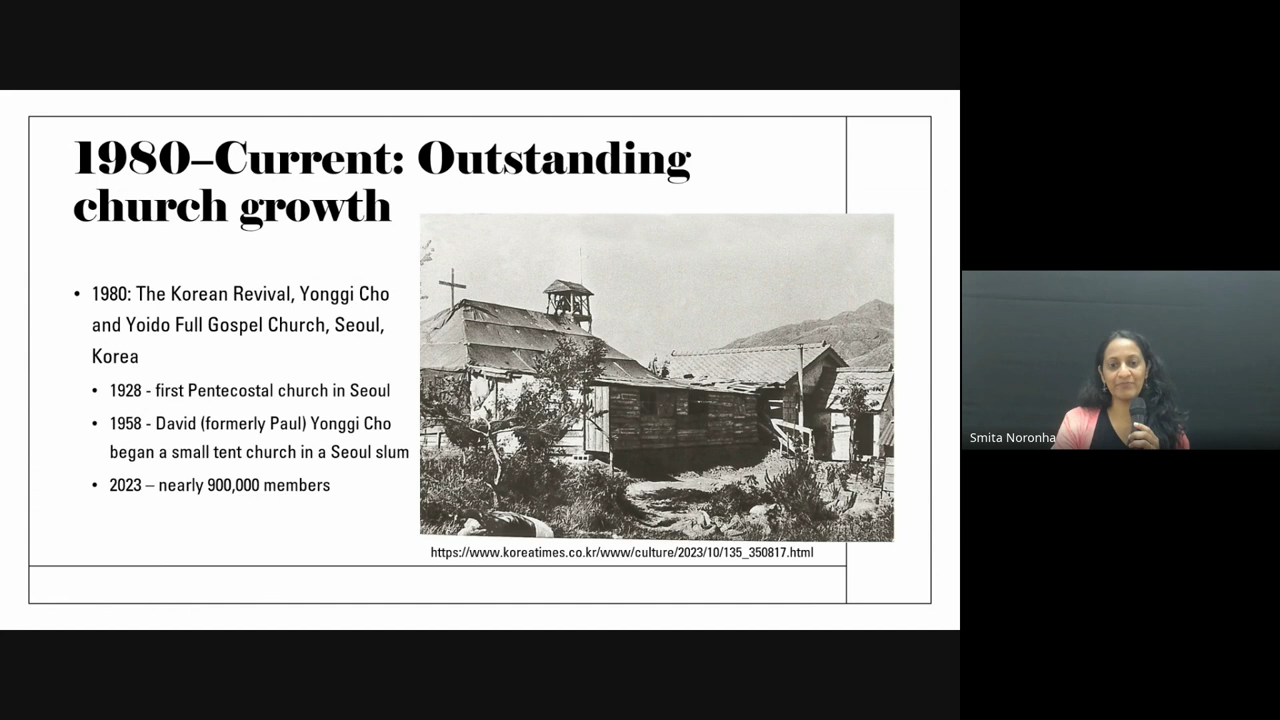 1980–Current: Outstanding
church growth
• 1980: The Korean Revival, Yonggi Cho
and Yoido Full Gospel Church, Seoul,
Korea
• 1928 - first Pentecostal church in Seoul
• 1958 - David (formerly Paul) Yonggi Cho
began a small tent church in a Seoul slum
• 2023 – nearly 900,000 members
https://www.koreatimes.co.kr/www/culture/2023/10/135_350817.html
Smita Noronha